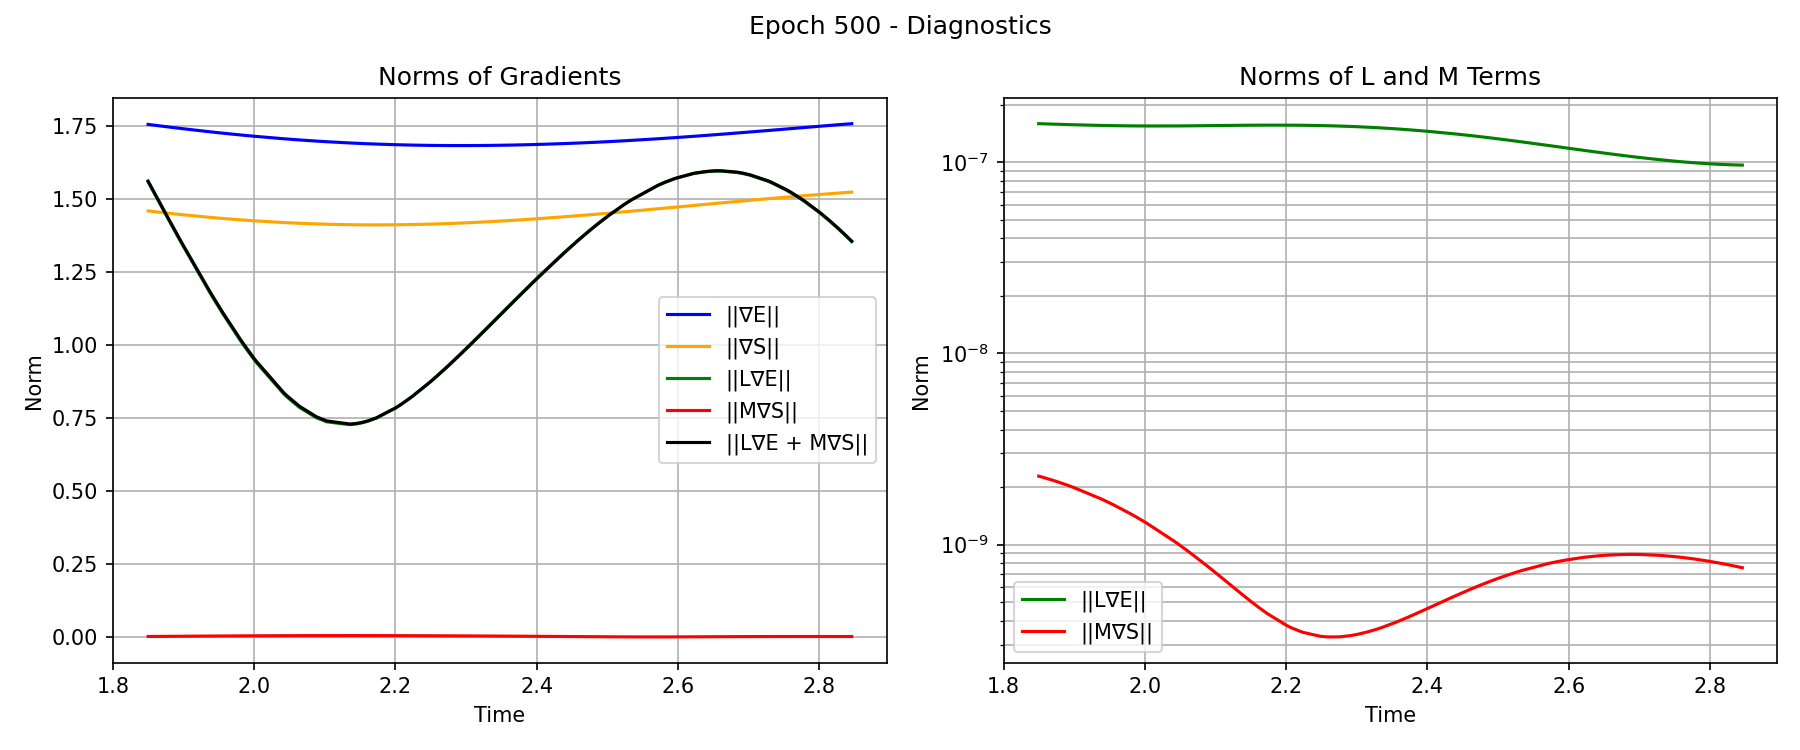 Epoch 500 - Diagnostics
Norms of Gradients
Norm
1.75
1.50
1.25
1.00
0.75
0.50
0.25
0.00
||∇E||
||∇S||
||L∇E||
||M∇S||
||L∇E + M∇S||
1.8 2.0 2.2 2.4 2.6 2.8
Time
Norms of L and M Terms
Norm
10⁻⁷
10⁻⁸
10⁻⁹
||L∇E||
||M∇S||
1.8 2.0 2.2 2.4 2.6 2.8
Time